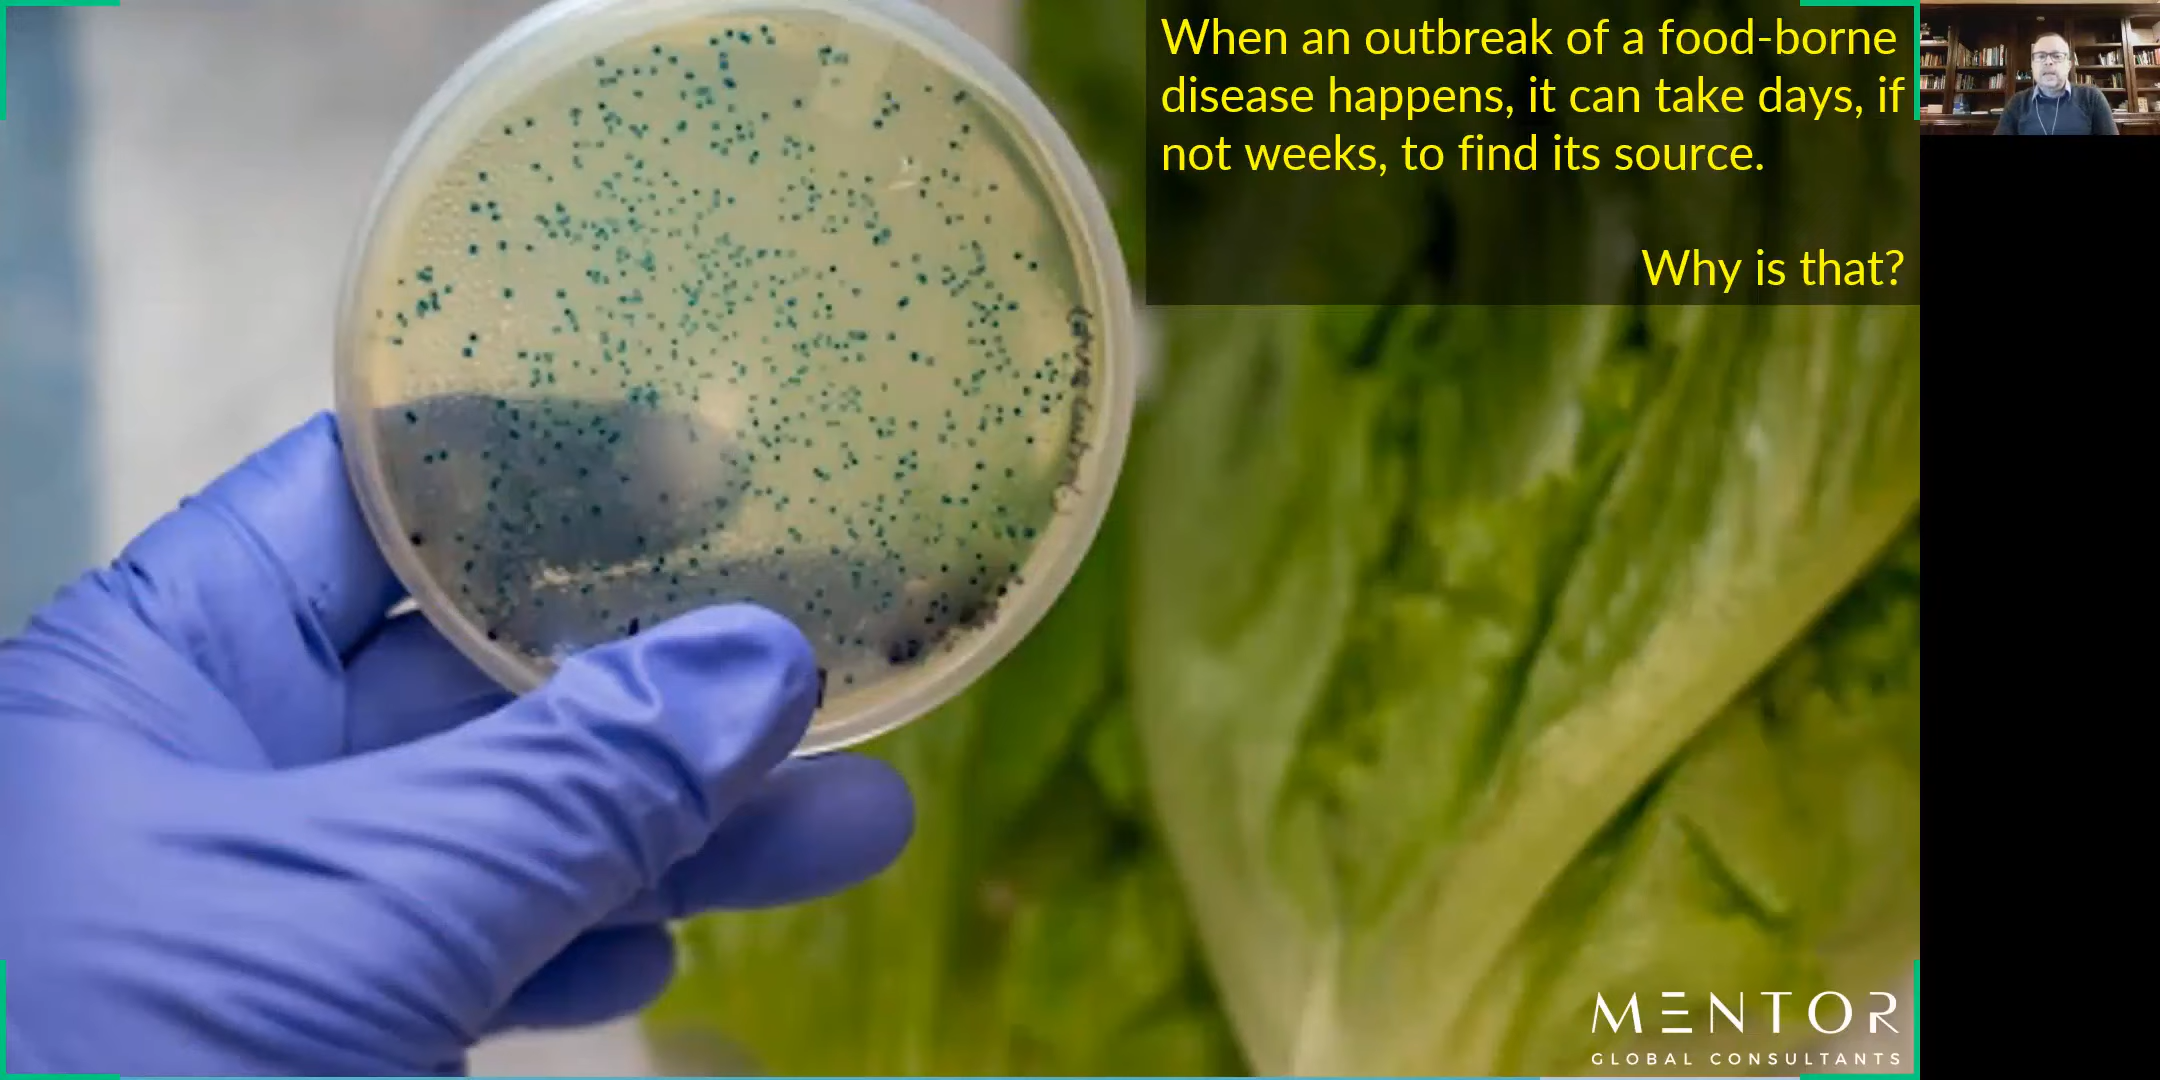 When an outbreak of a food-borne
disease happens, it can take days, if
not weeks, to find its source.
Why is that?
MENTOR
GLOBAL CONSULTANTS